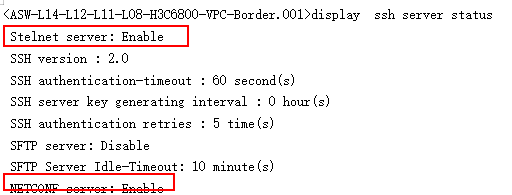 <ASW-L14-L12-L11-L08-H3C6800-VPC-Border.001>display ssh server status
Stelnet server: Enable
SSH version : 2.0
SSH authentication-timeout : 60 second(s)
SSH server key generating interval : 0 hour(s)
SSH authentication retries : 5 time(s)
SFTP server: Disable
SFTP Server Idle-Timeout: 10 minute(s)
NETCONF server: Enable